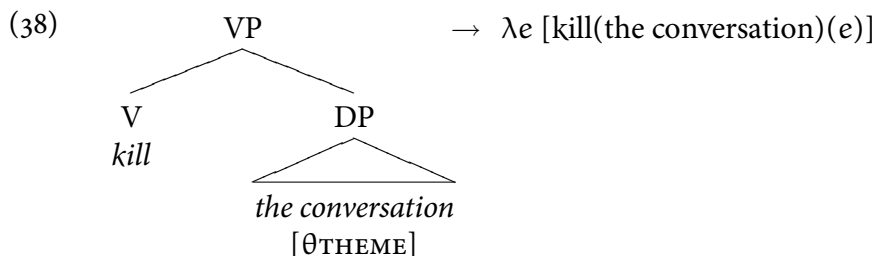 (38) VP → λe [kill(the conversation)(e)]
V DP
kill
the conversation
[θTHEME]